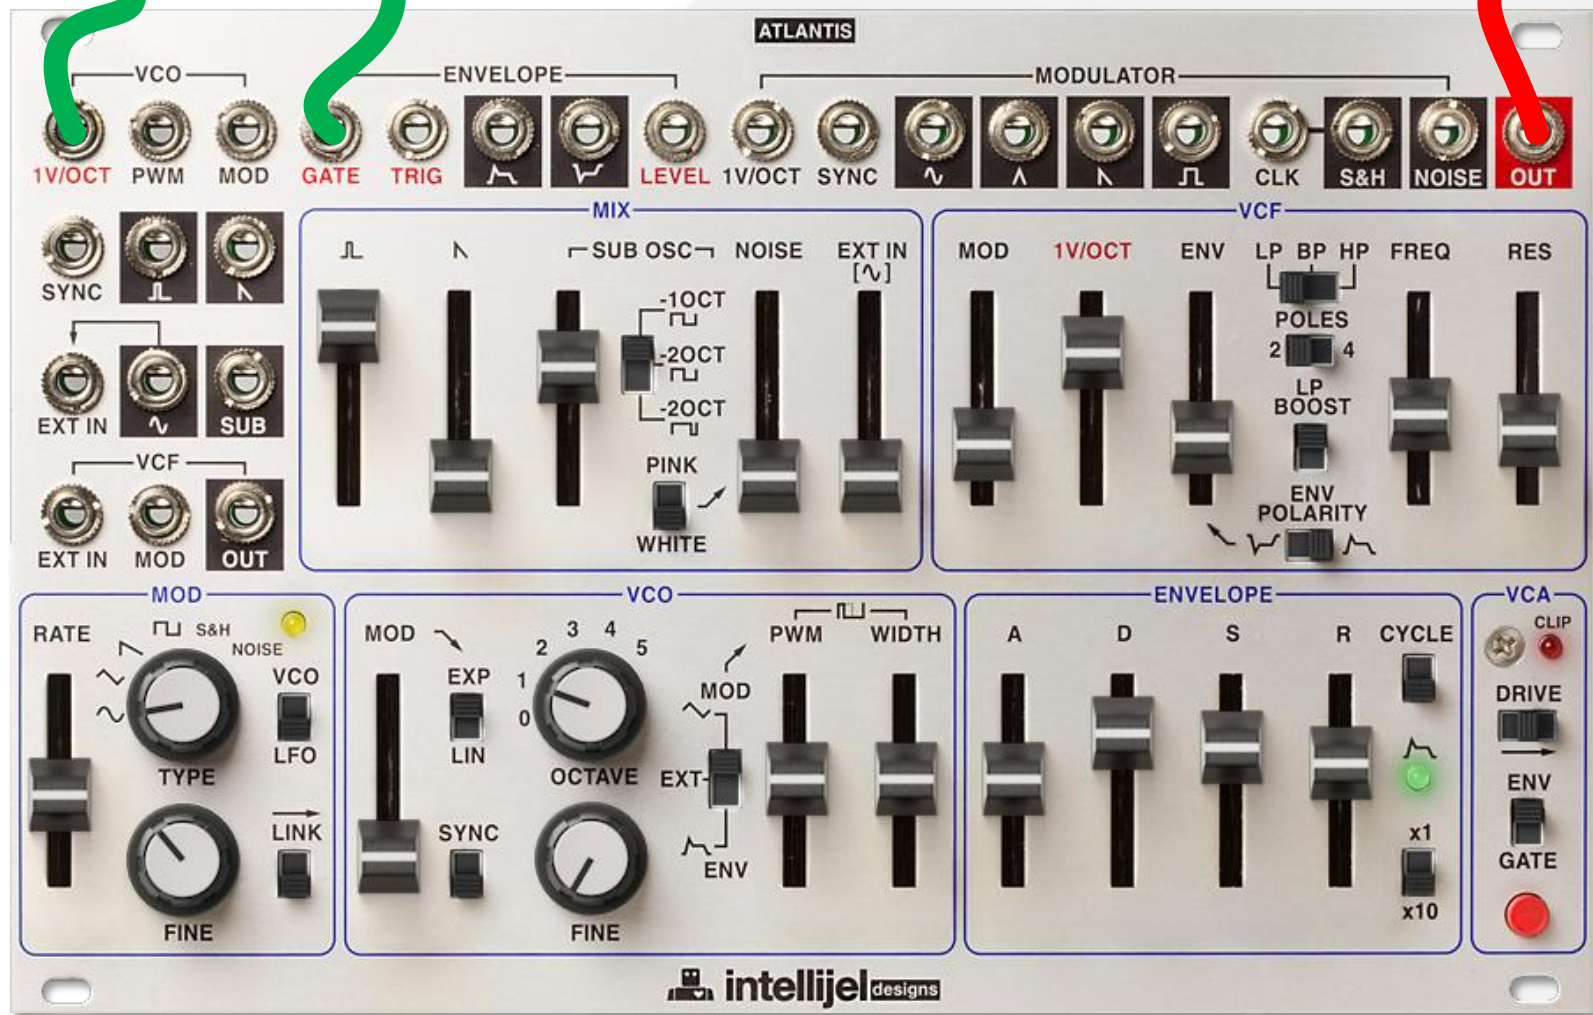 ATLANTIS
VCO
ENVELOPE
MODULATOR
1V/OCT
PWM
MOD
GATE
TRIG
LEVEL
1V/OCT
SYNC
CLK
S&H
NOISE
OUT
SYNC
EXT IN
SUB
VCF
EXT IN
MOD
OUT
MIX
SUB OSC
NOISE
EXT IN
-1OCT
-2OCT
-2OCT
PINK
WHITE
VCF
MOD
1V/OCT
ENV
LP BP HP
FREQ
RES
POLES
2 4
LP
BOOST
ENV
POLARITY
MOD
RATE
S&H
NOISE
VCO
LFO
TYPE
LINK
FINE
VCO
MOD
EXP
LIN
SYNC
0 1 2 3 4 5
OCTAVE
FINE
MOD
EXT
ENV
PWM
WIDTH
ENVELOPE
A
D
S
R
CYCLE
x1
x10
VCA
CLIP
DRIVE
ENV
GATE
intellijel designs